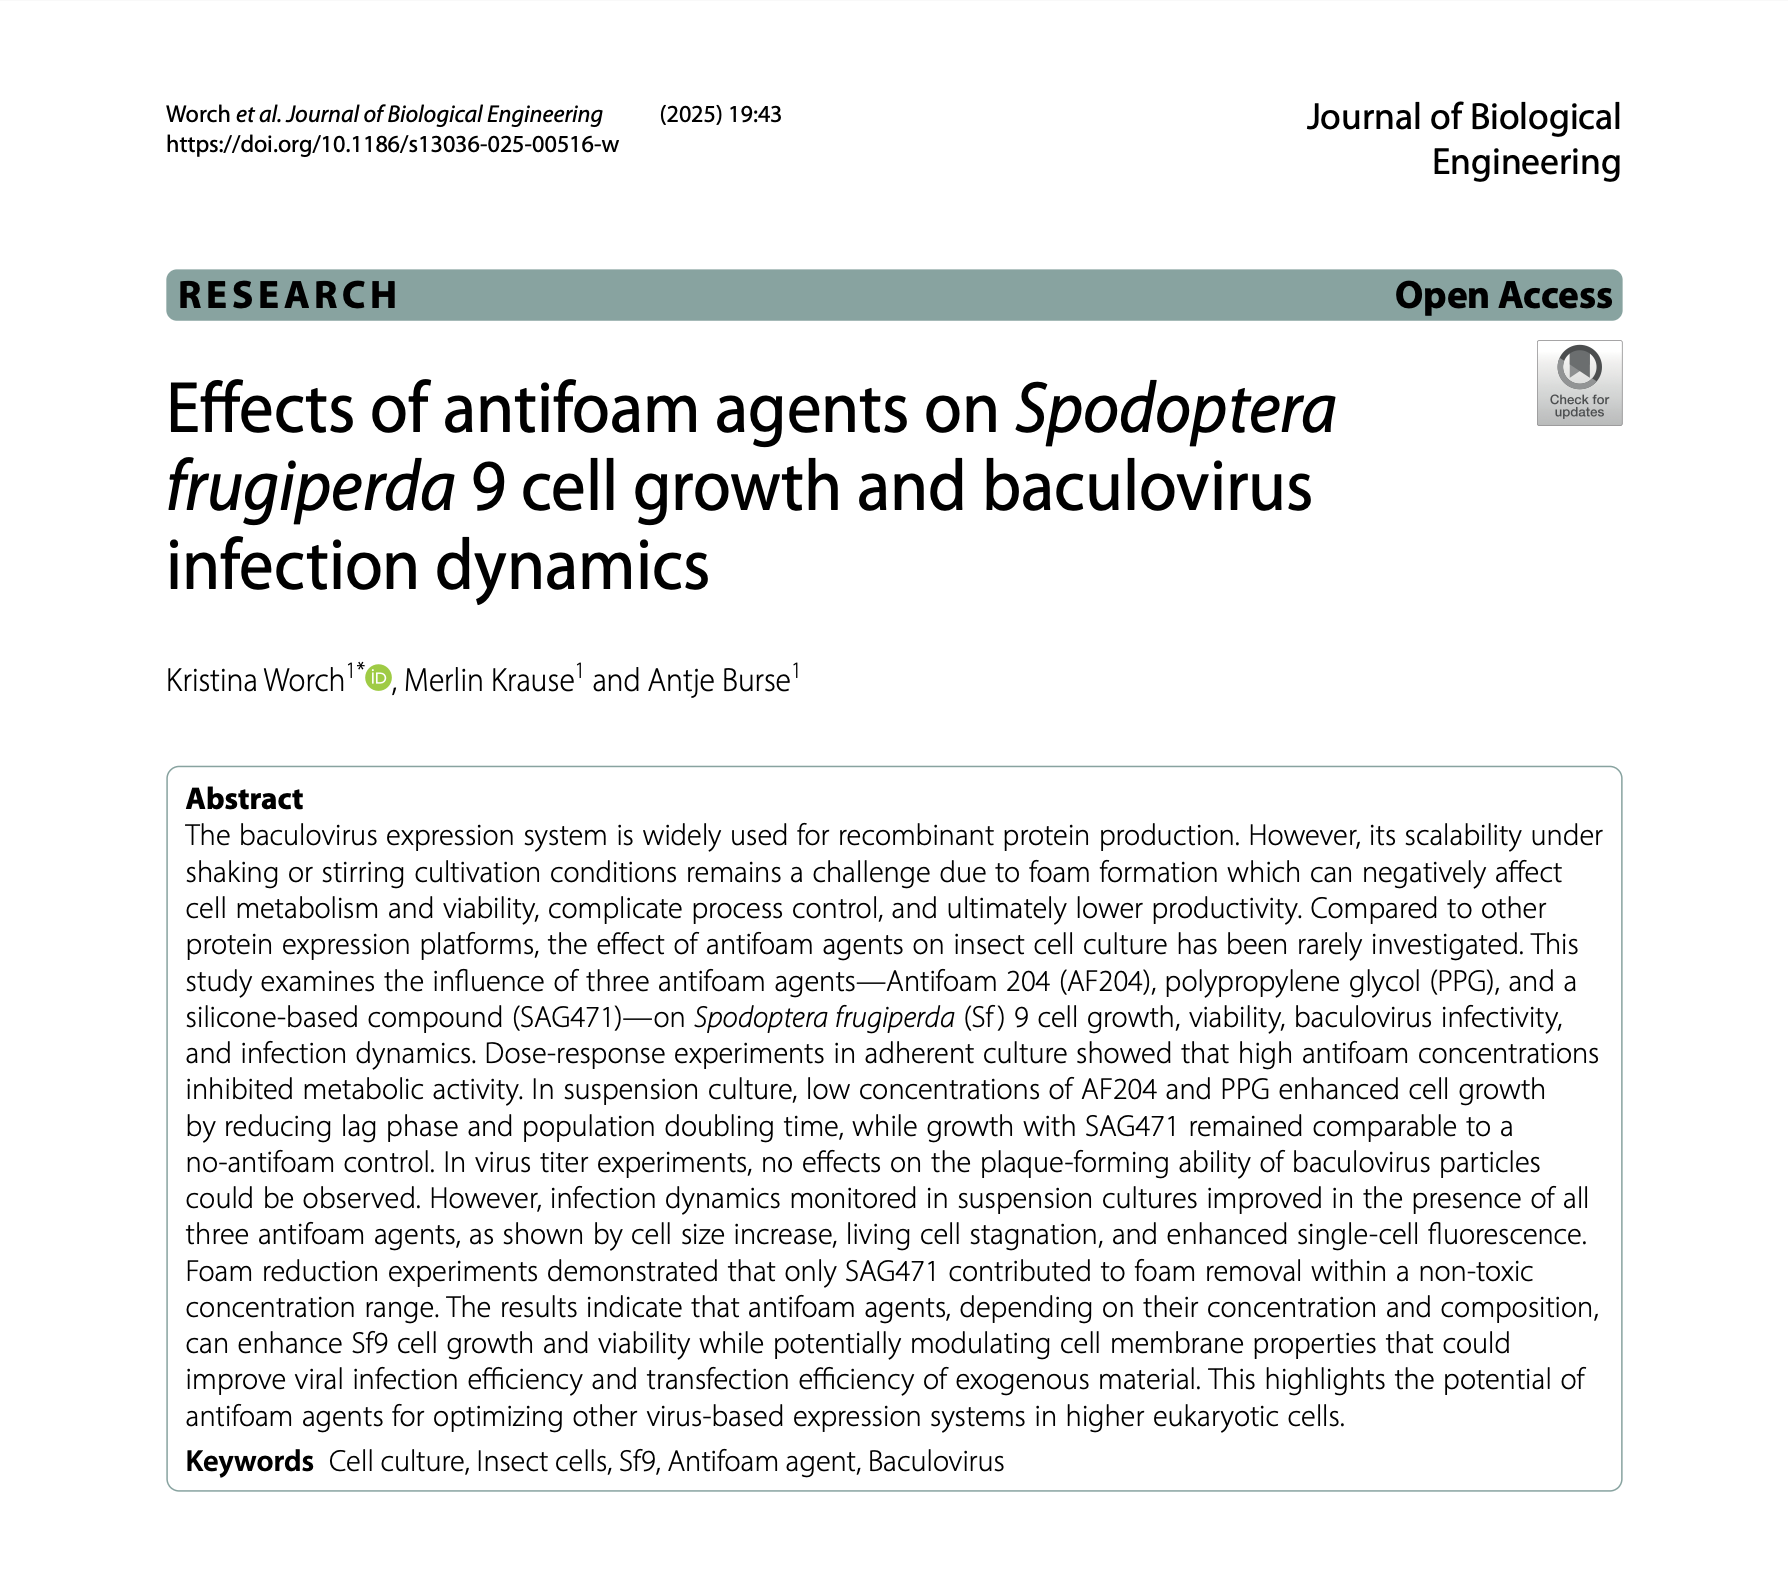 Worch et al. Journal of Biological Engineering (2025) 19:43
https://doi.org/10.1186/s13036-025-00516-w
Journal of Biological
Engineering
RESEARCH Open Access
Check for
updates
Effects of antifoam agents on Spodoptera
frugiperda 9 cell growth and baculovirus
infection dynamics
Kristina Worch1* iD, Merlin Krause1 and Antje Burse1
Abstract
The baculovirus expression system is widely used for recombinant protein production. However, its scalability under
shaking or stirring cultivation conditions remains a challenge due to foam formation which can negatively affect
cell metabolism and viability, complicate process control, and ultimately lower productivity. Compared to other
protein expression platforms, the effect of antifoam agents on insect cell culture has been rarely investigated. This
study examines the influence of three antifoam agents—Antifoam 204 (AF204), polypropylene glycol (PPG), and a
silicone-based compound (SAG471)—on Spodoptera frugiperda (Sf) 9 cell growth, viability, baculovirus infectivity,
and infection dynamics. Dose-response experiments in adherent culture showed that high antifoam concentrations
inhibited metabolic activity. In suspension culture, low concentrations of AF204 and PPG enhanced cell growth
by reducing lag phase and population doubling time, while growth with SAG471 remained comparable to a
no-antifoam control. In virus titer experiments, no effects on the plaque-forming ability of baculovirus particles
could be observed. However, infection dynamics monitored in suspension cultures improved in the presence of all
three antifoam agents, as shown by cell size increase, living cell stagnation, and enhanced single-cell fluorescence.
Foam reduction experiments demonstrated that only SAG471 contributed to foam removal within a non-toxic
concentration range. The results indicate that antifoam agents, depending on their concentration and composition,
can enhance Sf9 cell growth and viability while potentially modulating cell membrane properties that could
improve viral infection efficiency and transfection efficiency of exogenous material. This highlights the potential of
antifoam agents for optimizing other virus-based expression systems in higher eukaryotic cells.
Keywords Cell culture, Insect cells, Sf9, Antifoam agent, Baculovirus